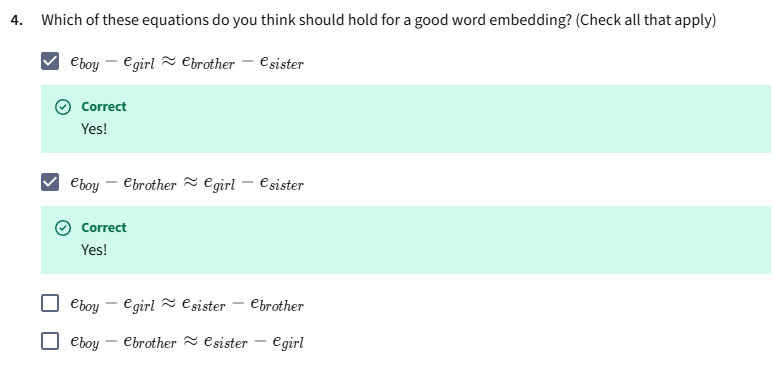 4. Which of these equations do you think should hold for a good word embedding? (Check all that apply)
e_boy − e_girl ≈ e_brother − e_sister
Correct
Yes!
e_boy − e_brother ≈ e_girl − e_sister
Correct
Yes!
e_boy − e_girl ≈ e_sister − e_brother
e_boy − e_brother ≈ e_sister − e_girl